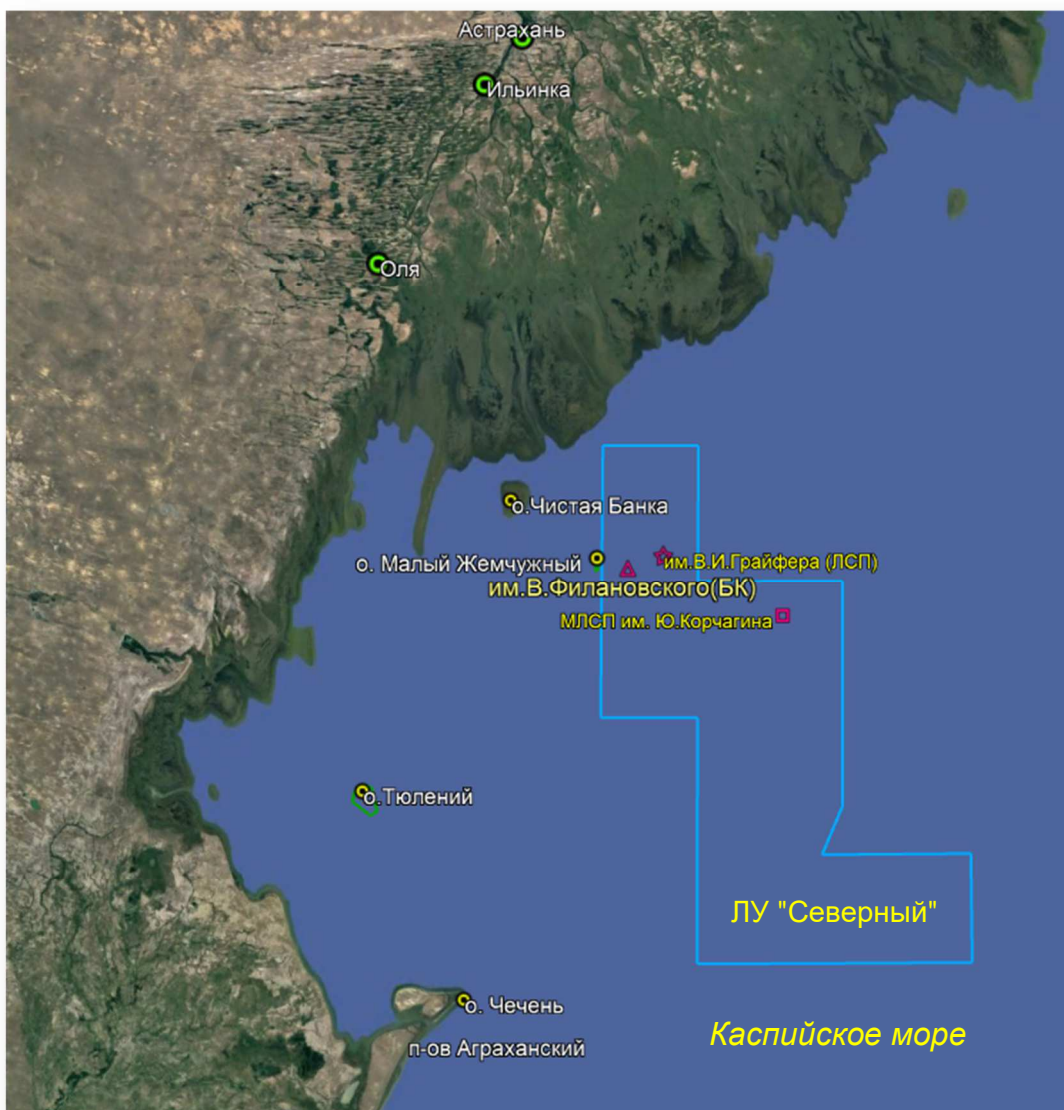 Астрахань
Ильинка
Оля
о.Чистая Банка
о. Малый Жемчужный
им.В.И.Грайфера (ЛСП)
им.В.Филановского(БК)
МЛСП им. Ю.Корчагина
о.Тюлений
ЛУ "Северный"
о. Чечень
Каспийское море
п-ов Аграханский